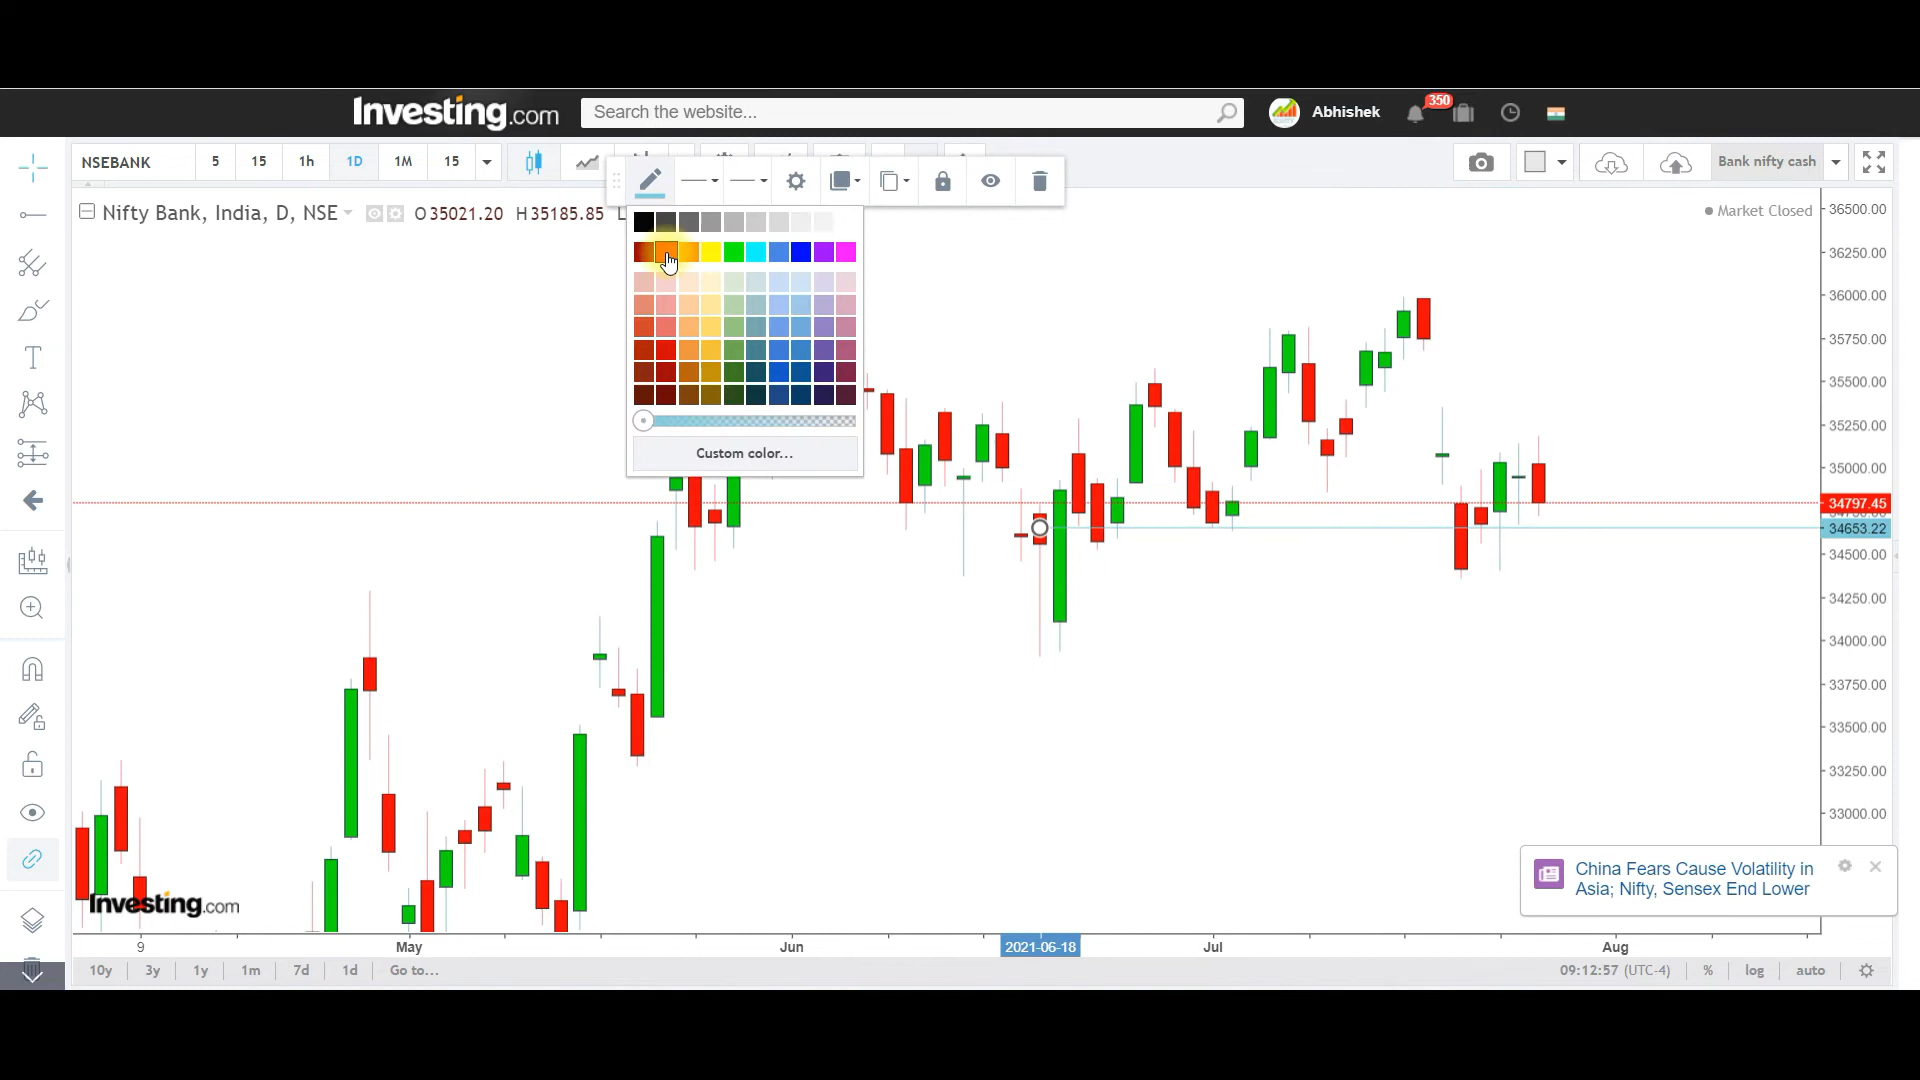 Investing.com
Search the website...
Abhishek
350
NSEBANK
5
15
1h
1D
1M
15
Bank nifty cash
Nifty Bank, India, D, NSE
O35021.20 H35185.85 L
Market Closed
Custom color...
36500.00
36250.00
36000.00
35750.00
35500.00
35250.00
35000.00
34797.45
34653.22
34500.00
34250.00
34000.00
33750.00
33500.00
33250.00
33000.00
China Fears Cause Volatility in
Asia; Nifty, Sensex End Lower
Investing.com
9
May
Jun
2021-06-18
Jul
Aug
10y
3y
1y
1m
7d
1d
Go to...
09:12:57 (UTC-4)
%
log
auto